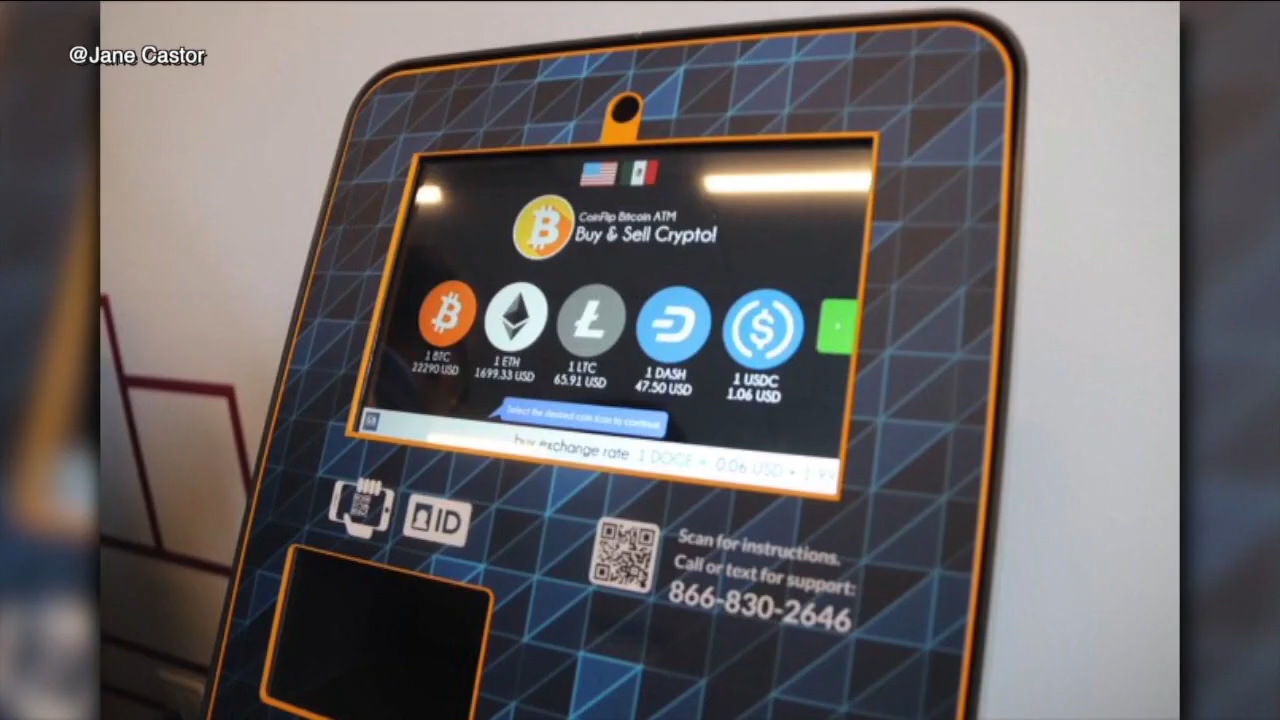 @Jane Castor
CoinFlip Bitcoin ATM
Buy & Sell Crypto!
1 BTC
22290 USD
1 ETH
1699.33 USD
1 LTC
65.91 USD
1 DASH
47.50 USD
1 USDC
1.06 USD
Select the desired coin icon to continue
buy exchange rate 1 DOGE = 0.06 USD • 1.99
ID
Scan for instructions.
Call or text for support:
866-830-2646